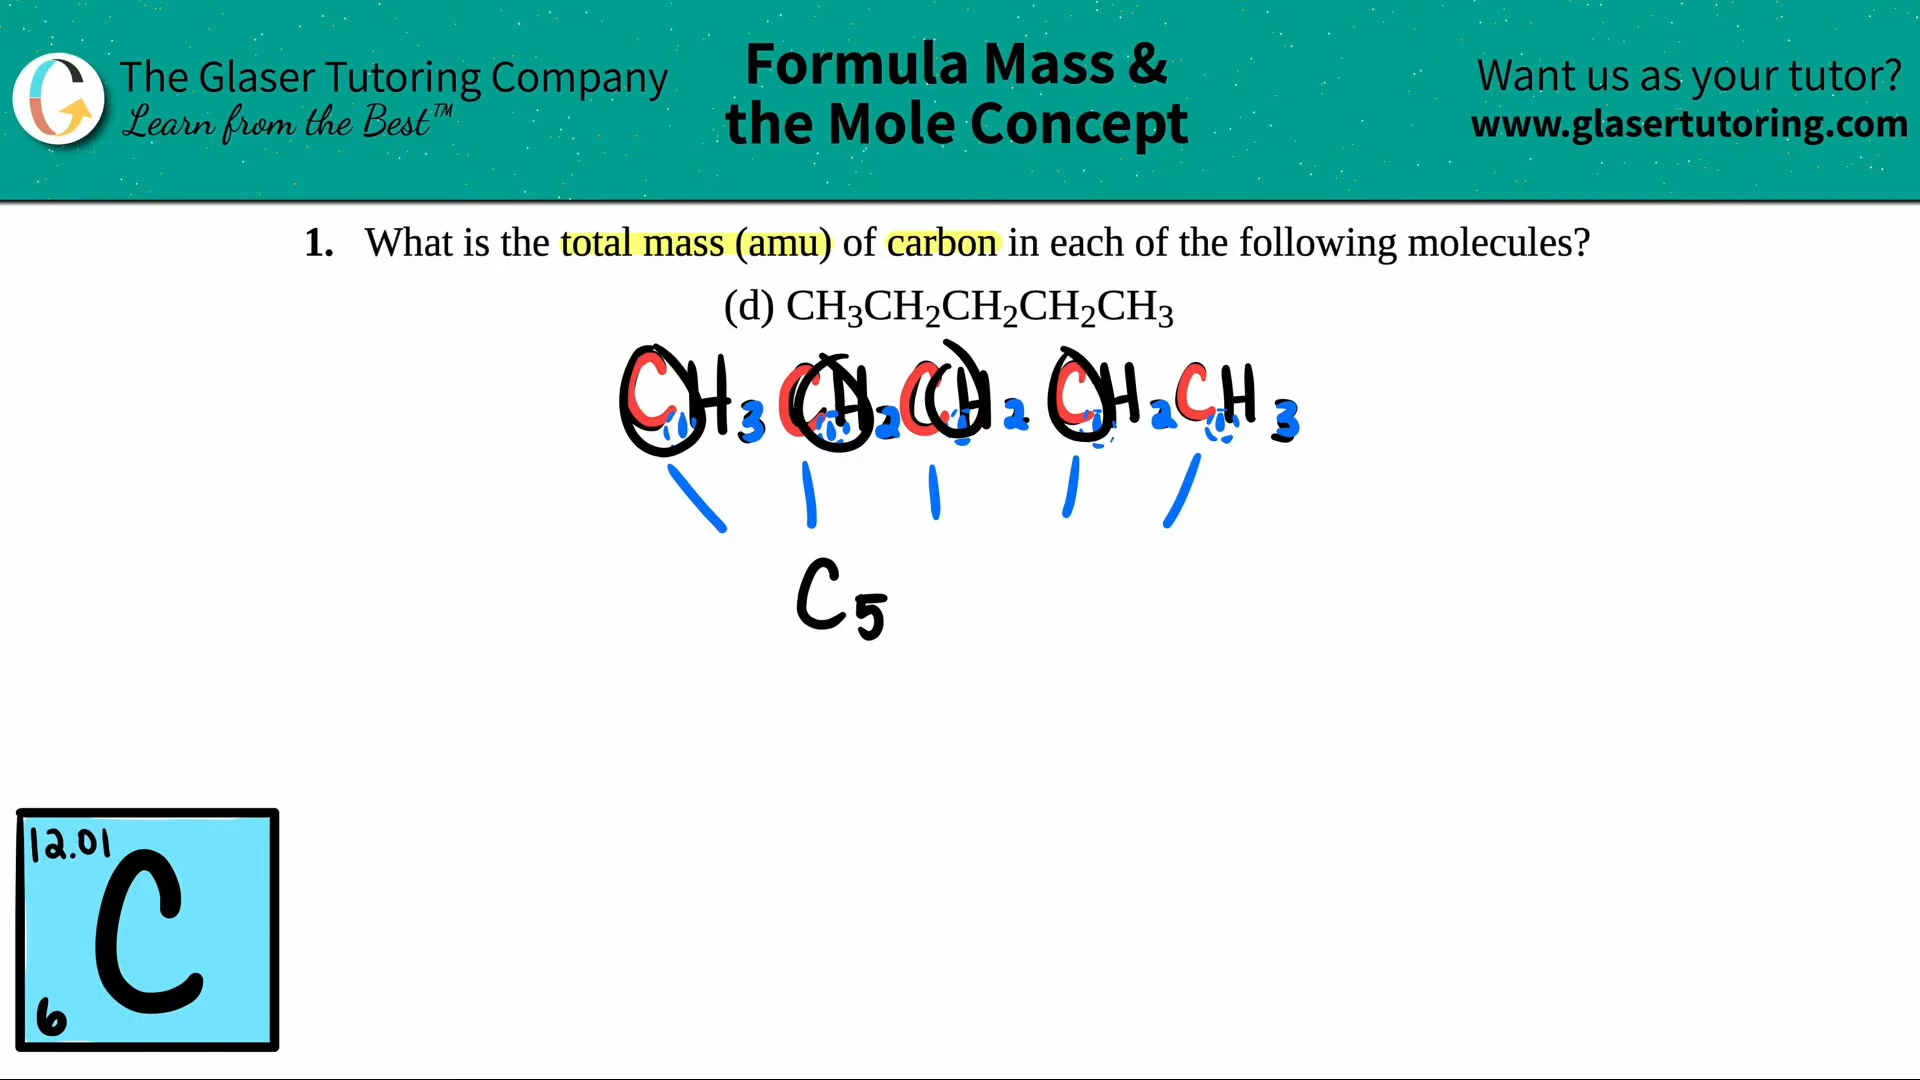 The Glaser Tutoring Company
Learn from the Best™
Formula Mass &
the Mole Concept
Want us as your tutor?
www.glasertutoring.com
1. What is the total mass (amu) of carbon in each of the following molecules?
(d) CH₃CH₂CH₂CH₂CH₃
CH₃CH₂CH₂CH₂CH₃
C₅
12.01
C
6